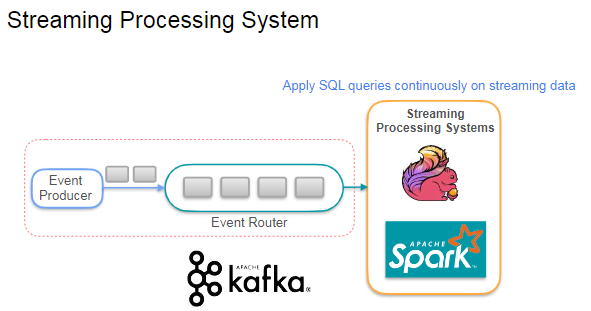 Streaming Processing System
Apply SQL queries continuously on streaming data
Streaming
Processing Systems
Event
Producer
Event Router
APACHE
kafka
APACHE
Spark